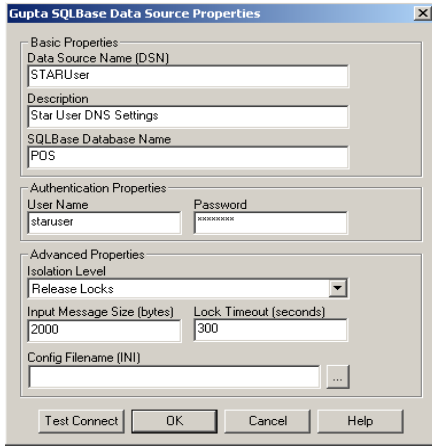 Gupta SQLBase Data Source Properties
Basic Properties
Data Source Name (DSN)
STARUser
Description
Star User DNS Settings
SQLBase Database Name
POS
Authentication Properties
User Name Password
staruser ********
Advanced Properties
Isolation Level
Release Locks
Input Message Size (bytes) Lock Timeout (seconds)
2000 300
Config Filename (INI)
...
Test Connect OK Cancel Help